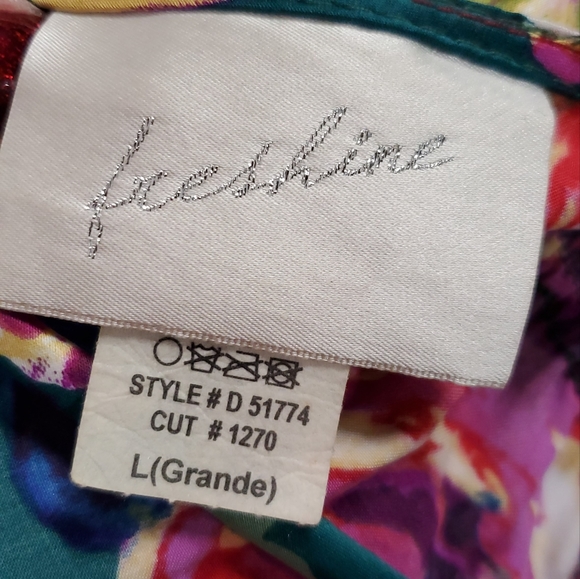 freshine
STYLE # D 51774
CUT # 1270
L(Grande)